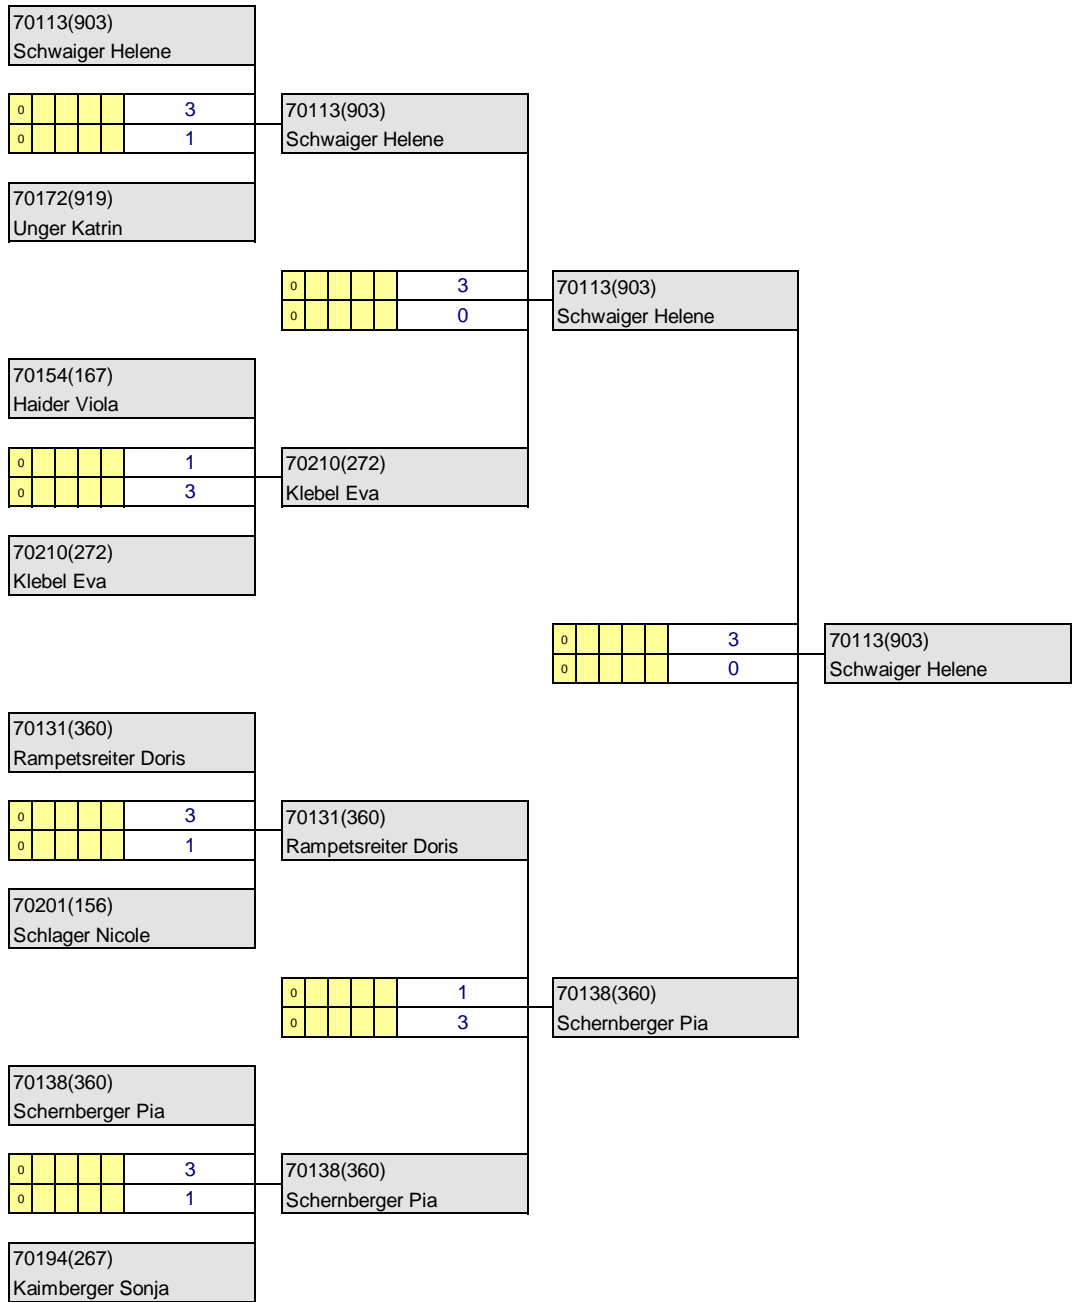 70113(903)
Schwaiger Helene
0 3
0 1
70113(903)
Schwaiger Helene
70172(919)
Unger Katrin
0 3
0 0
70113(903)
Schwaiger Helene
70154(167)
Haider Viola
0 1
0 3
70210(272)
Klebel Eva
70210(272)
Klebel Eva
0 3
0 0
70113(903)
Schwaiger Helene
70131(360)
Rampetsreiter Doris
0 3
0 1
70131(360)
Rampetsreiter Doris
70201(156)
Schlager Nicole
0 1
0 3
70138(360)
Schernberger Pia
70138(360)
Schernberger Pia
0 3
0 1
70138(360)
Schernberger Pia
70194(267)
Kaimberger Sonja